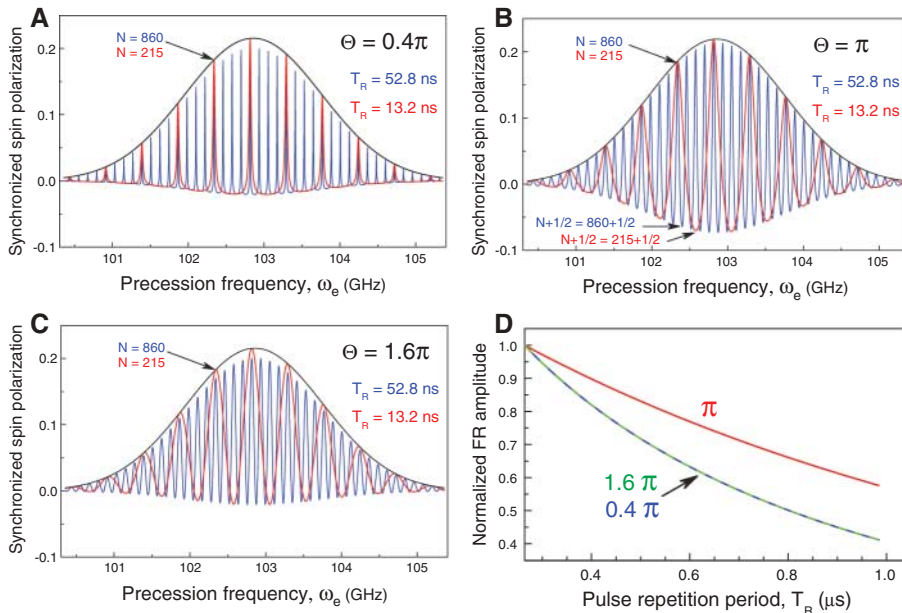 A
N = 860
N = 215
Θ = 0.4π
T_R = 52.8 ns
T_R = 13.2 ns
Synchronized spin polarization
0.2
0.1
0.0
-0.1
101 102 103 104 105
Precession frequency, ω_e (GHz)
B
N = 860
N = 215
Θ = π
T_R = 52.8 ns
T_R = 13.2 ns
N+1/2 = 860+1/2
N+1/2 = 215+1/2
Synchronized spin polarization
0.2
0.1
0.0
-0.1
101 102 103 104 105
Precession frequency, ω_e (GHz)
C
N = 860
N = 215
Θ = 1.6π
T_R = 52.8 ns
T_R = 13.2 ns
Synchronized spin polarization
0.2
0.1
0.0
-0.1
101 102 103 104 105
Precession frequency, ω_e (GHz)
D
Normalized FR amplitude
1.0
0.9
0.8
0.7
0.6
0.5
0.4
π
1.6 π
0.4 π
0.4 0.6 0.8 1.0
Pulse repetition period, T_R (μs)